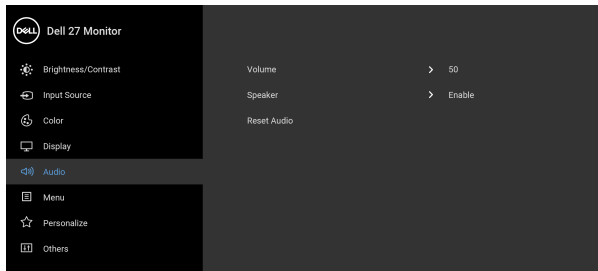 DELL Dell 27 Monitor
Brightness/Contrast
Volume > 50
Input Source
Speaker > Enable
Color
Reset Audio
Display
Audio
Menu
Personalize
Others